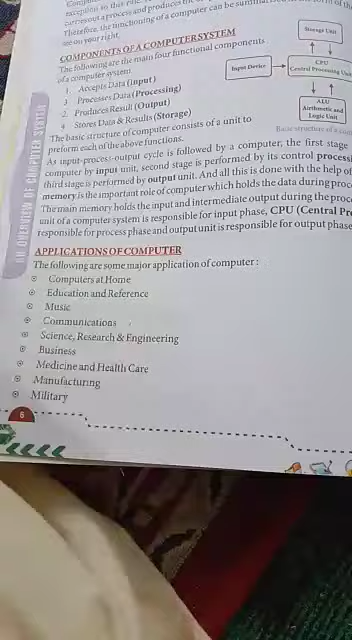 exception so this
carries out a process and produces the
Therefore, the functioning of a computer can be
see on your right.
COMPONENTS OF A COMPUTER SYSTEM
The following are the main four functional components
of a computer system.
1. Accepts Data (Input)
3 Processes Data (Processing)
2. Produces Result (Output)
4 Stores Data & Results (Storage)
The basic structure of computer consists of a unit to
preform each of the above functions.
Storage Unit
Input Device
CPU
Central Processing Unit
ALU
Arithmetic and
Logic Unit
Basic structure of a
As input-process-output cycle is followed by a computer, the first stage
computer by input unit, second stage is performed by its control
third stage is performed by output unit. And all this is done with the help of
memory is the important role of computer which holds the data during
The main memory holds the input and intermediate output during the
unit of a computer system is responsible for input phase, CPU (Central
responsible for process phase and output unit is responsible for output phase
APPLICATIONS OF COMPUTER
The following are some major application of computer :
Computers at Home
Education and Reference
Music
Communications
Science, Research & Engineering
Business
Medicine and Health Care
Manufacturing
Military
6
AN OVERVIEW OF COMPUTER SYSTEM